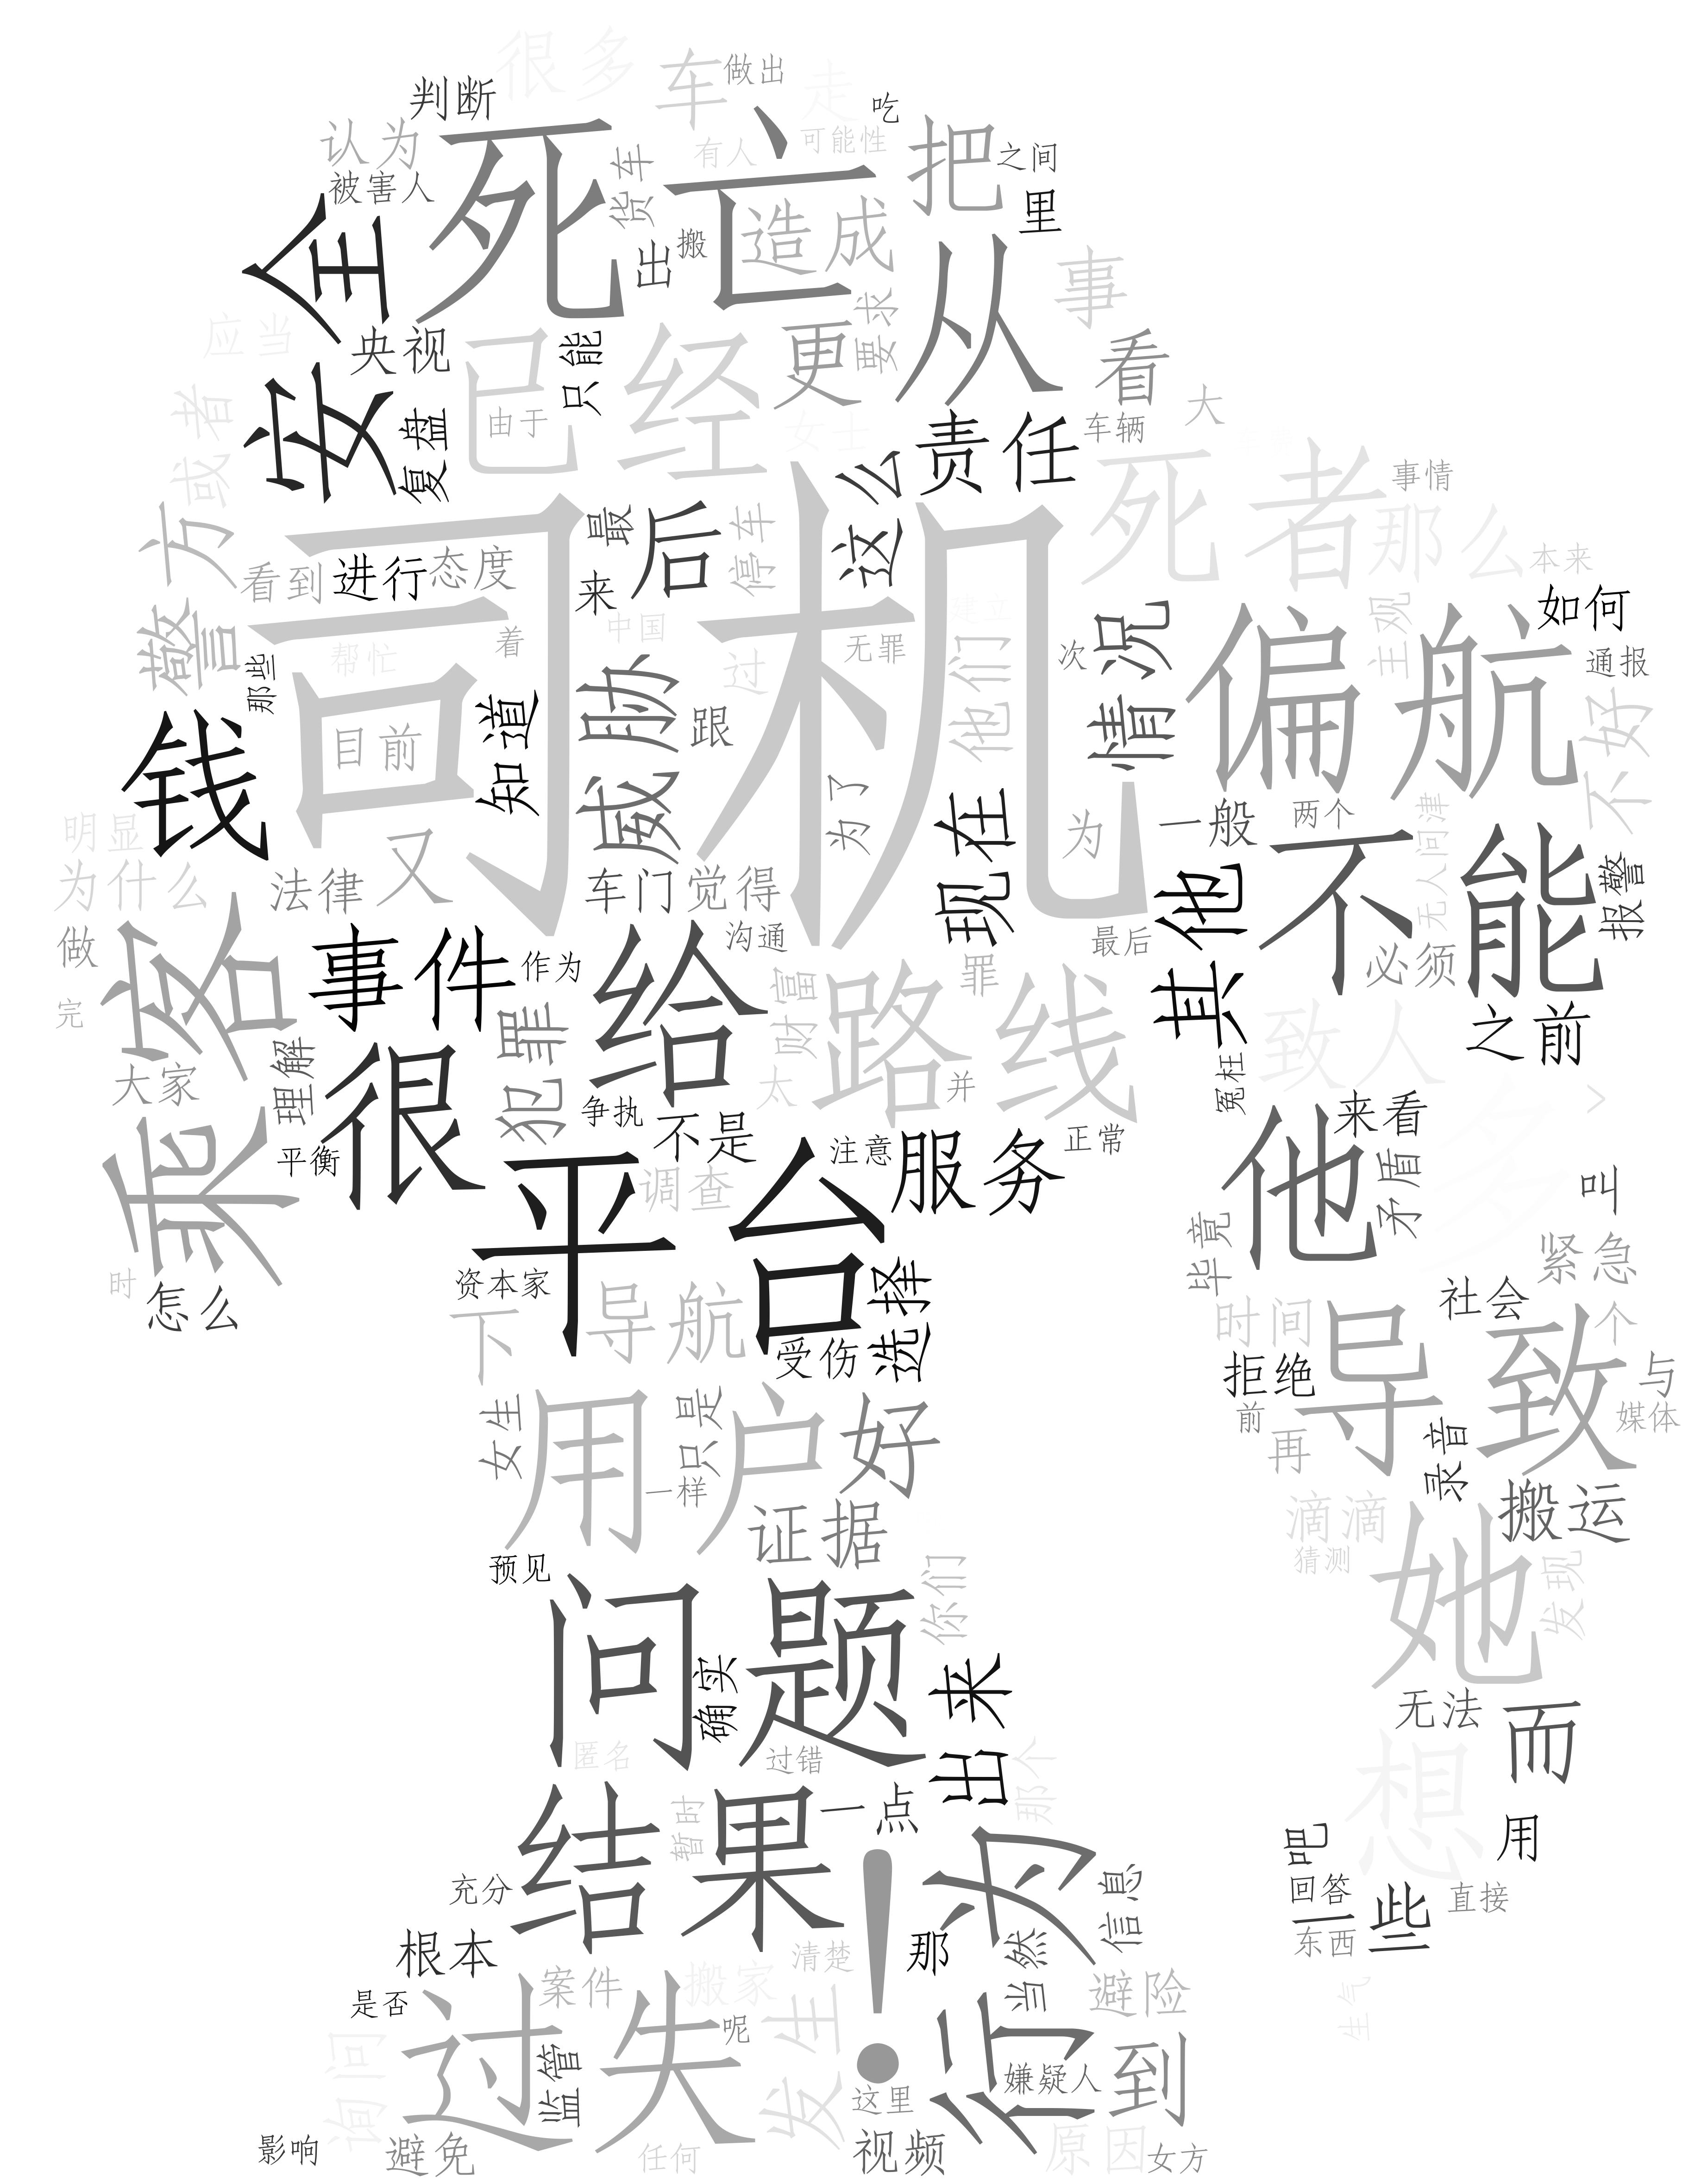 很多
车
做出
走
判断
吃
认为
死亡
有人
可能性
把
之间
被害人
货车
里
全
造成
出
搬
从
事
应当
要求
央视
已经
只能
更
看
安
或者
由于
复盘
女士
责任
车辆
大
这么
死者
事情
最
后
停车
那么
警方
看到
进行
态度
来
本来
如何
建立
中国
帮忙
着
无罪
他们
次
情况
偏航
主观
通报
司机
那些
过
不好
钱
目前
知道
威胁
跟
为了
现在
为
一般
两个
无人问津
明显
又
不能
报警
为什么
法律
车门
觉得
其他
乘客
做
事件
作为
给
沟通
最后
必须
完
财富
罪
路线
致人
之前
大家
理解
很
犯罪
太
并
冤枉
争执
不是
注意
服务
正常
他
来看
平衡
平台
调查
矛盾
叫
毕竟
紧急
时
怎么
资本家
选择
时间
社会
个
下
导航
受伤
拒绝
导致
与
女生
用户
只是
好
前
再
录音
媒体
一样
证据
滴滴
搬运
猜测
她
发现
预见
问题
你们
确实
出来
无法
而
匿名
过错
那个
想
结果
暂时
一点
行为
吧
用
充分
!
信息
回答
一些
直接
根本
清楚
那
当然
东西
案件
搬家
避险
是否
过失
呢
发生
生气
询问
监管
嫌疑人
到
这里
影响
避免
任何
视频
原因
女方